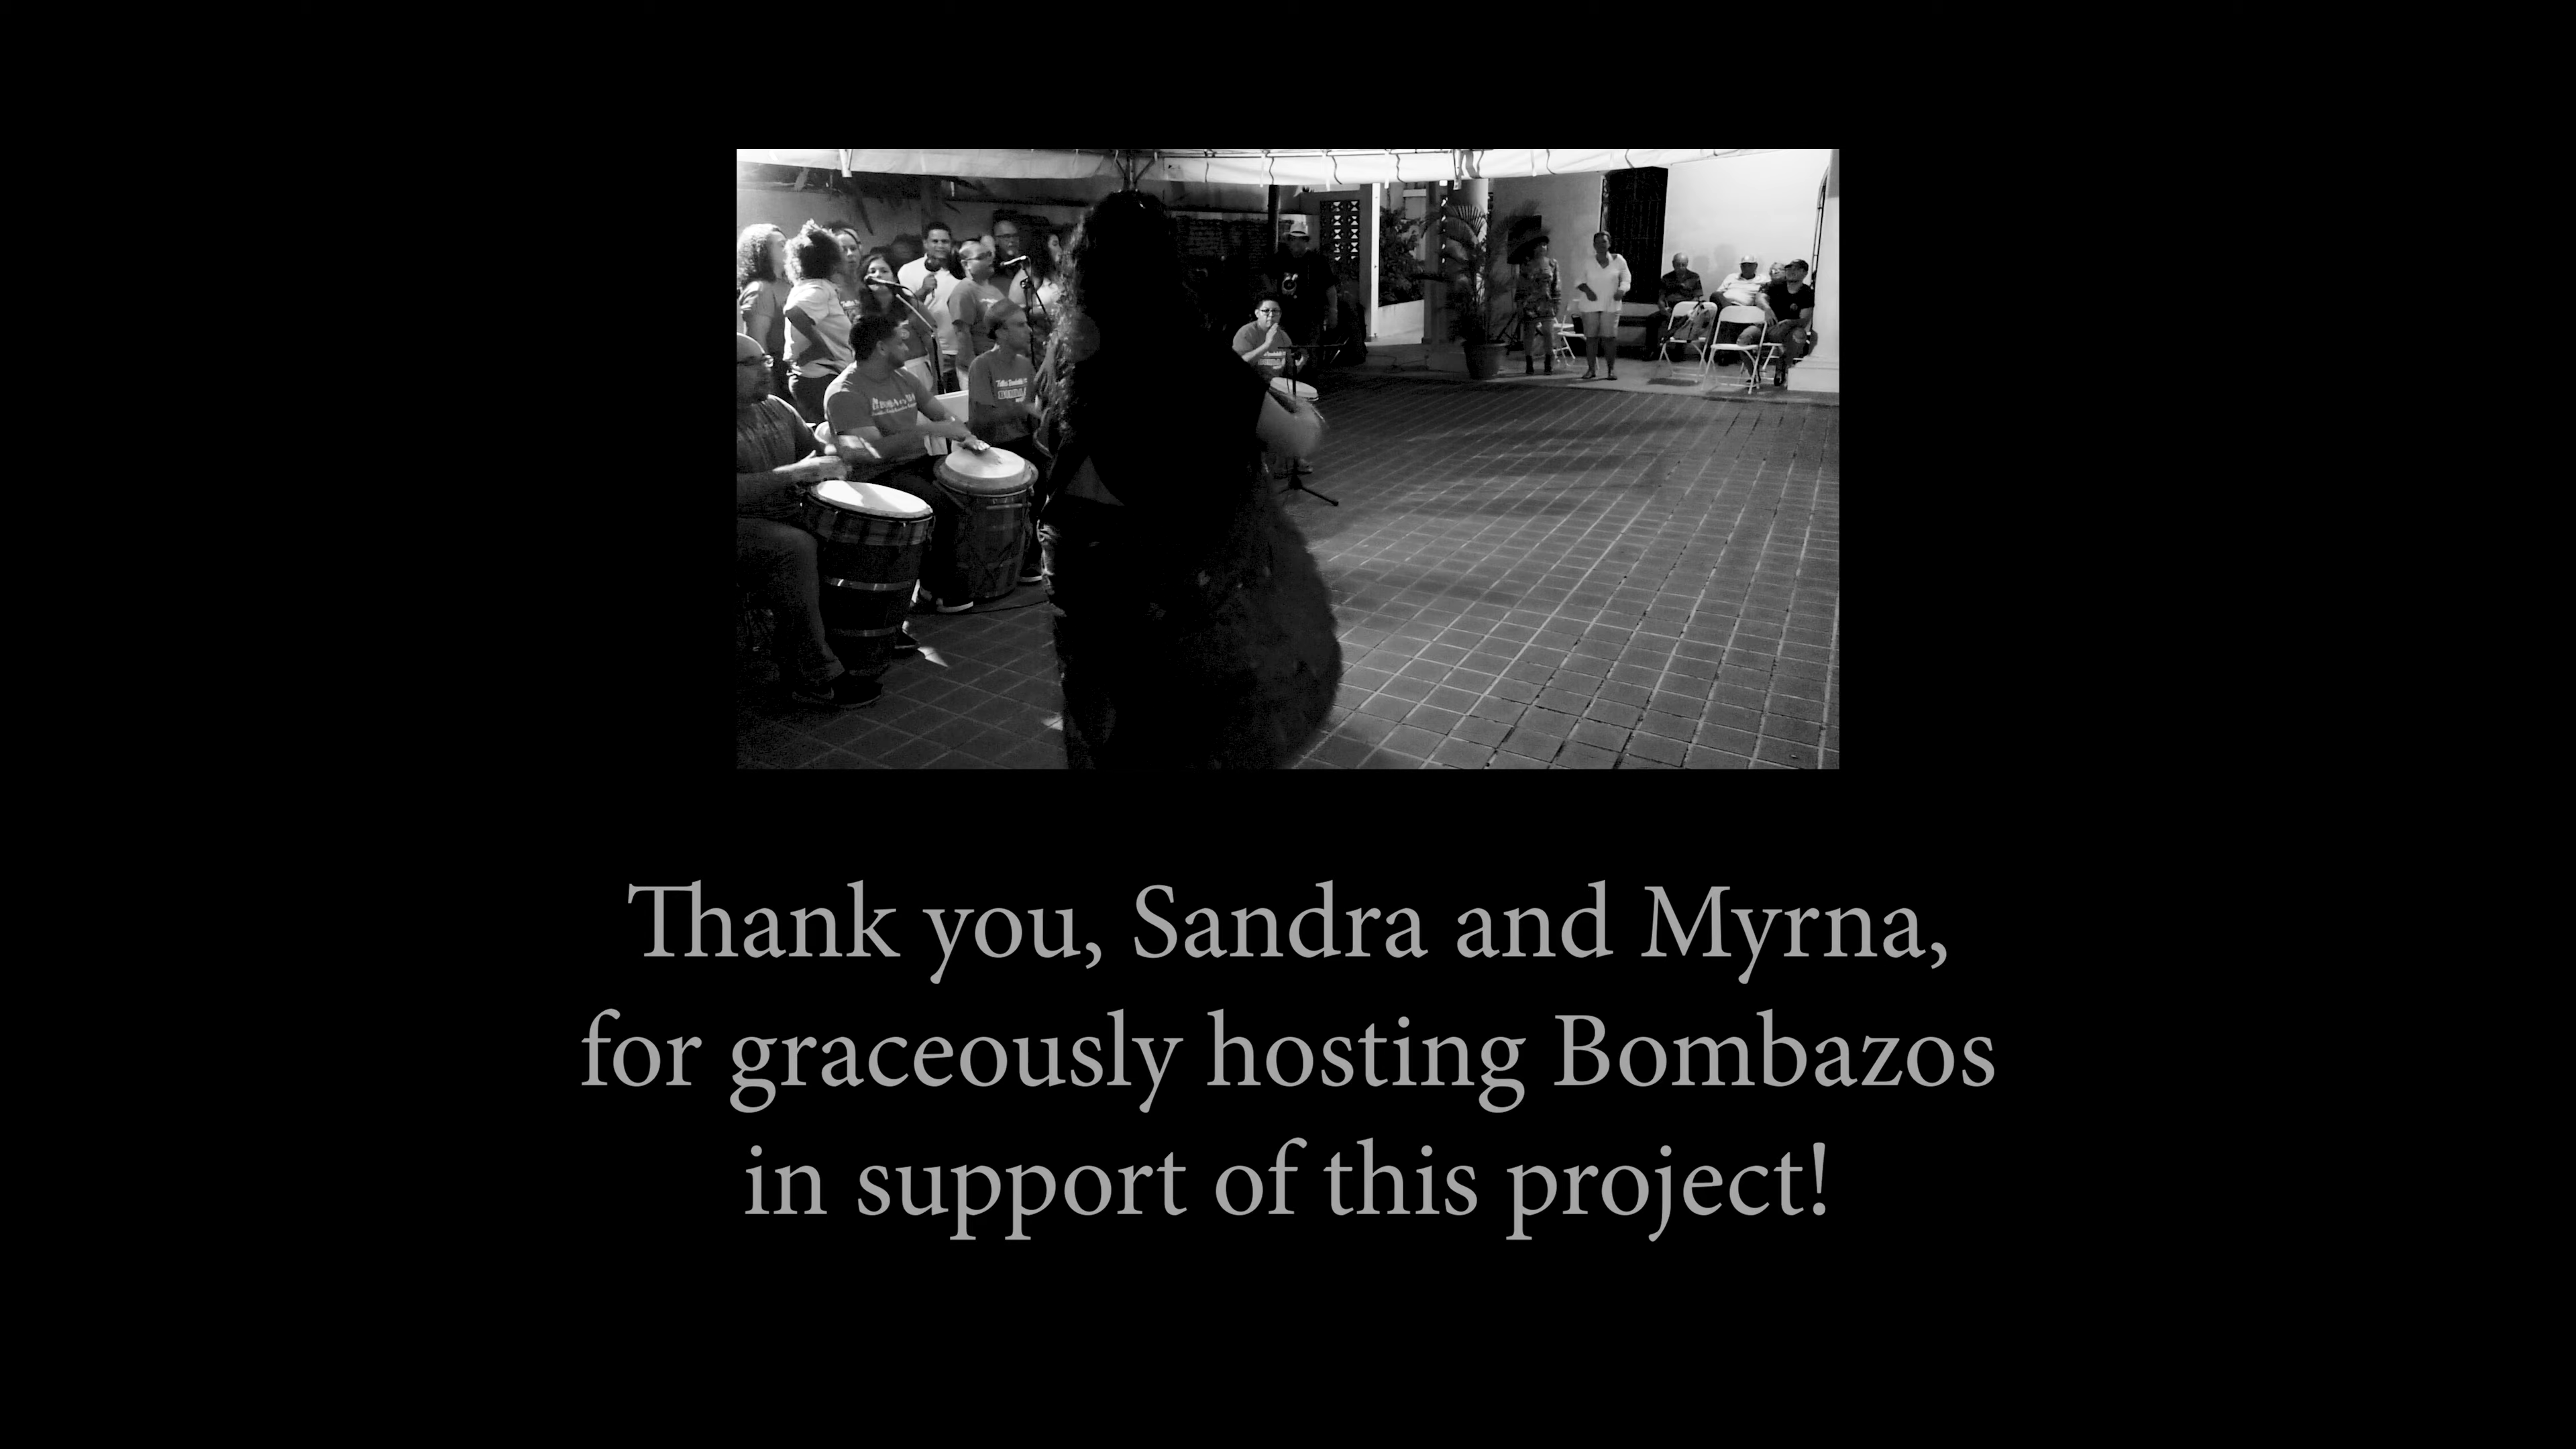 Thank you, Sandra and Myrna,
for graceously hosting Bombazos
in support of this project!